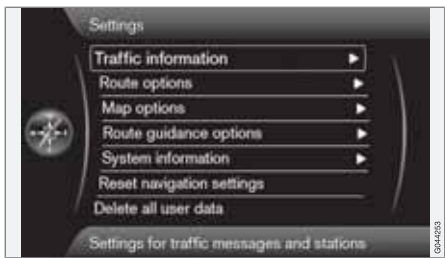 Settings
Traffic information
Route options
Map options
Route guidance options
System information
Reset navigation settings
Delete all user data
Settings for traffic messages and stations
G044253